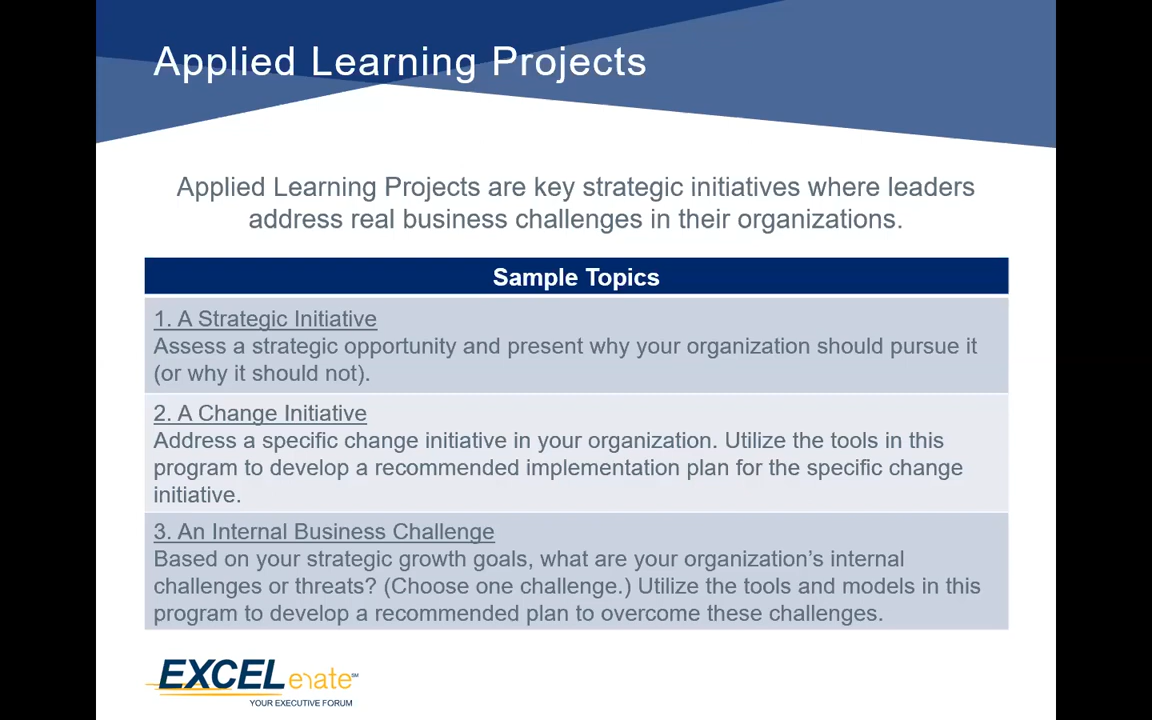 Applied Learning Projects
Applied Learning Projects are key strategic initiatives where leaders
address real business challenges in their organizations.
Sample Topics
1. A Strategic Initiative
Assess a strategic opportunity and present why your organization should pursue it
(or why it should not).
2. A Change Initiative
Address a specific change initiative in your organization. Utilize the tools in this
program to develop a recommended implementation plan for the specific change
initiative.
3. An Internal Business Challenge
Based on your strategic growth goals, what are your organization’s internal
challenges or threats? (Choose one challenge.) Utilize the tools and models in this
program to develop a recommended plan to overcome these challenges.
EXCELerate℠
YOUR EXECUTIVE FORUM